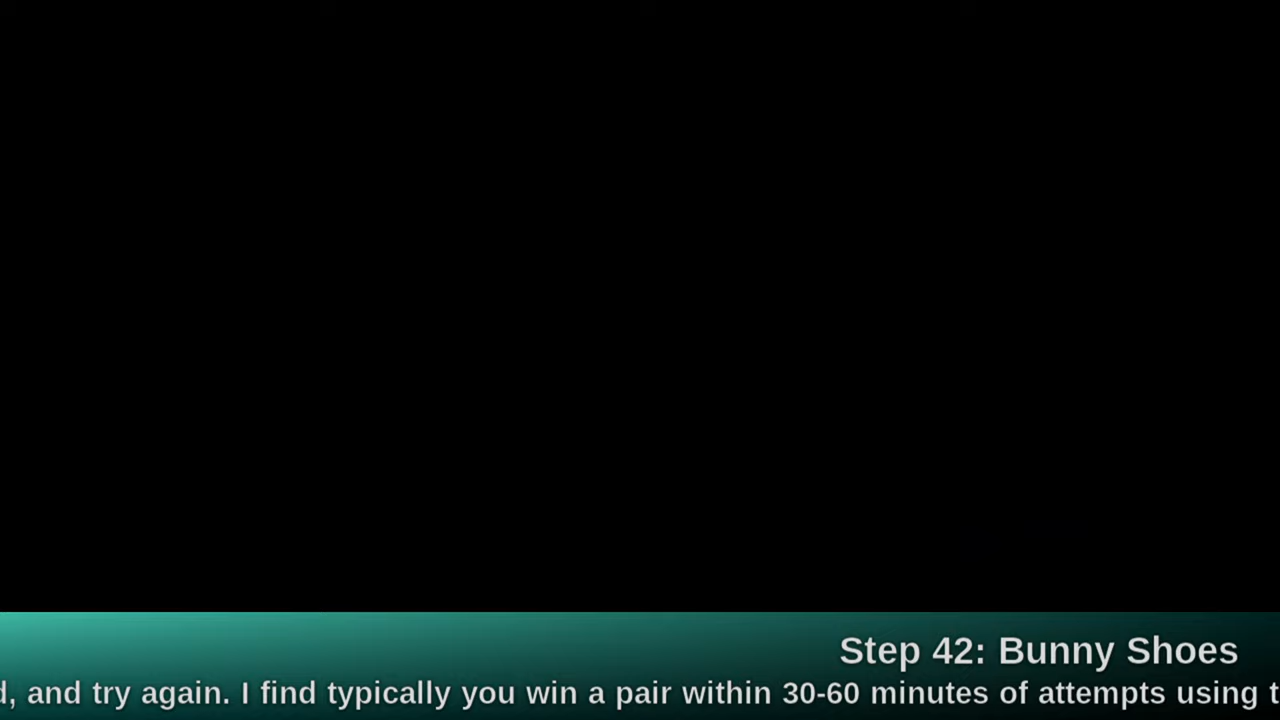 Step 42: Bunny Shoes
, and try again. I find typically you win a pair within 30-60 minutes of attempts using